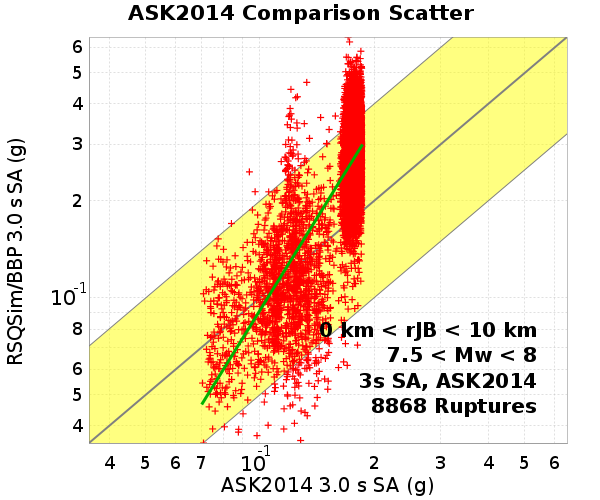 ASK2014 Comparison Scatter
RSQSim/BBP 3.0 s SA (g)
6
5
4
3
2
10-1
8
6
5
4
0 km < rJB < 10 km
7.5 < Mw < 8
3s SA, ASK2014
8868 Ruptures
4 5 6 7 10-1 2 3 4 5 6
ASK2014 3.0 s SA (g)